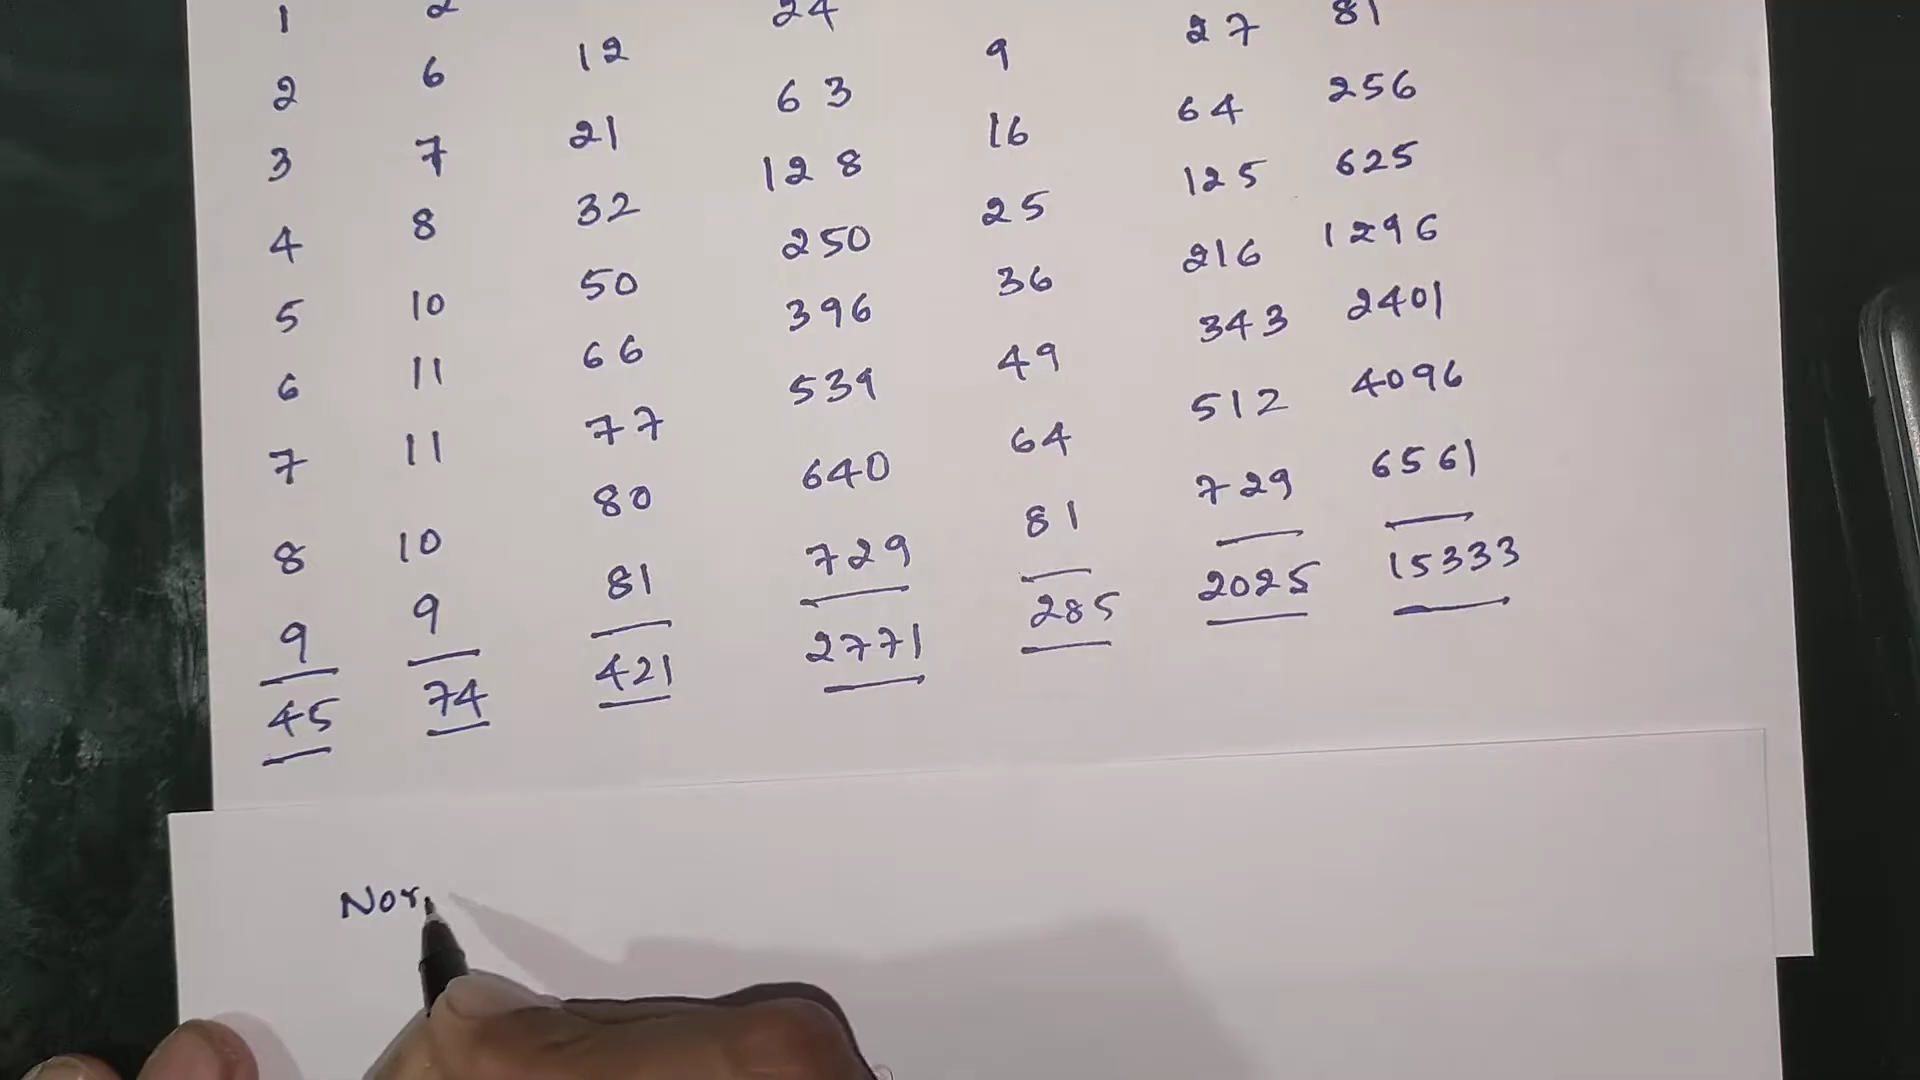 1 2
2 6 12 24
3 7 21 63 9 27 81
4 8 32 128 16 64 256
5 10 50 250 25 125 625
6 11 66 396 36 216 1296
7 11 77 539 49 343 2401
8 10 80 640 64 512 4096
9 9 81 729 81 729 6561
45 74 421 2771 285 2025 15333
Nor